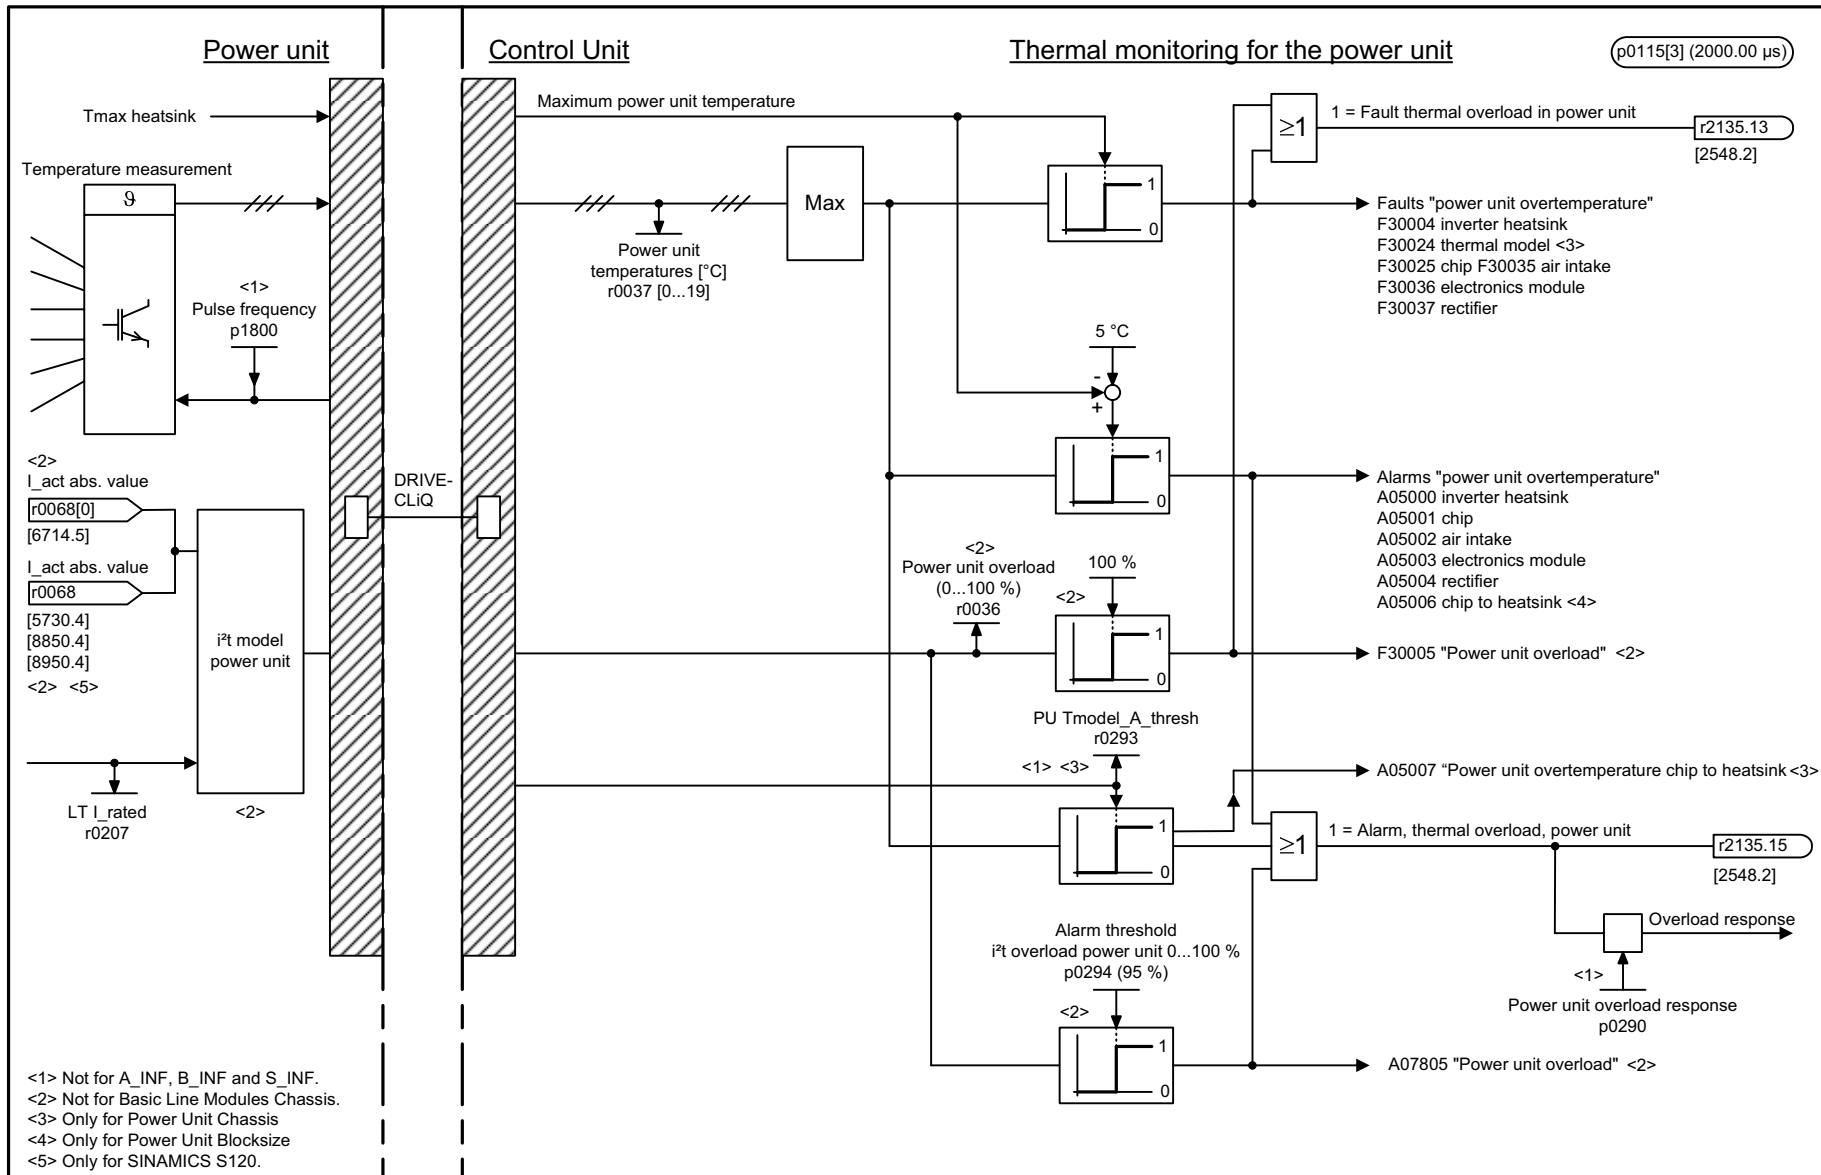 Power unit
Control Unit
Thermal monitoring for the power unit
p0115[3] (2000.00 µs)
Tmax heatsink
Maximum power unit temperature
≥1
1 = Fault thermal overload in power unit
r2135.13
[2548.2]
Temperature measurement
ϑ
Max
1
0
Power unit
temperatures [°C]
r0037 [0...19]
Faults "power unit overtemperature"
F30004 inverter heatsink
F30024 thermal model <3>
F30025 chip F30035 air intake
F30036 electronics module
F30037 rectifier
<1>
Pulse frequency
p1800
5 °C
-
+
1
0
Alarms "power unit overtemperature"
A05000 inverter heatsink
A05001 chip
A05002 air intake
A05003 electronics module
A05004 rectifier
A05006 chip to heatsink <4>
<2>
I_act abs. value
r0068[0]
[6714.5]
I_act abs. value
r0068
[5730.4]
[8850.4]
[8950.4]
<2> <5>
i²t model
power unit
DRIVE-
CLiQ
<2>
Power unit overload
(0...100 %)
r0036
100 %
<2>
1
0
F30005 "Power unit overload" <2>
PU Tmodel_A_thresh
r0293
<1> <3>
A05007 “Power unit overtemperature chip to heatsink <3>
LT I_rated
r0207
<2>
1
0
≥1
1 = Alarm, thermal overload, power unit
r2135.15
[2548.2]
Overload response
<1>
Power unit overload response
p0290
Alarm threshold
i²t overload power unit 0...100 %
p0294 (95 %)
<2>
1
0
A07805 "Power unit overload" <2>
<1> Not for A_INF, B_INF and S_INF.
<2> Not for Basic Line Modules Chassis.
<3> Only for Power Unit Chassis
<4> Only for Power Unit Blocksize
<5> Only for SINAMICS S120.